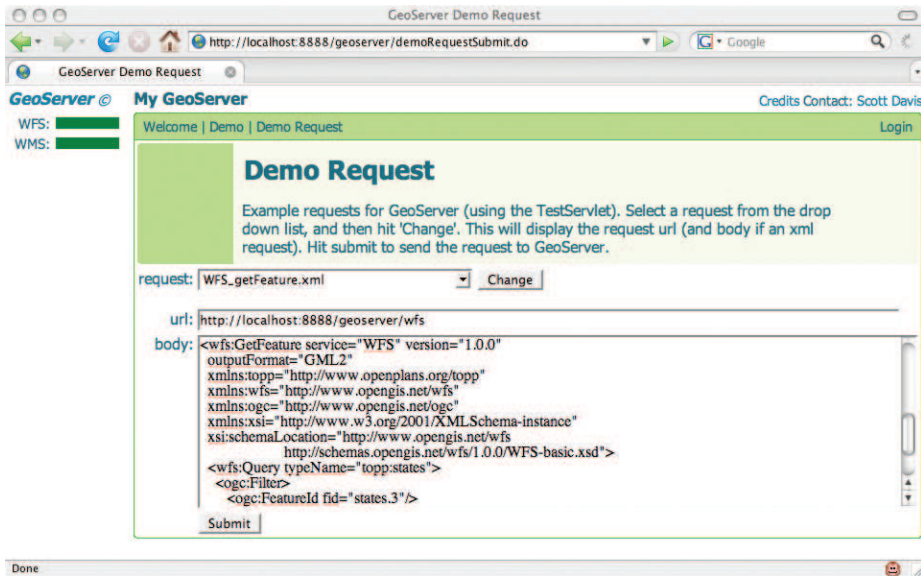 GeoServer Demo Request
http://localhost:8888/geoserver/demoRequestSubmit.do
G Google
GeoServer Demo Request
GeoServer © My GeoServer Credits Contact: Scott Davis
WFS:
WMS:
Welcome | Demo | Demo Request Login
Demo Request
Example requests for GeoServer (using the TestServlet). Select a request from the drop
down list, and then hit 'Change'. This will display the request url (and body if an xml
request). Hit submit to send the request to GeoServer.
request: WFS_getFeature.xml Change
url: http://localhost:8888/geoserver/wfs
body: <wfs:GetFeature service="WFS" version="1.0.0"
outputFormat="GML2"
xmlns:topp="http://www.openplans.org/topp"
xmlns:wfs="http://www.opengis.net/wfs"
xmlns:ogc="http://www.opengis.net/ogc"
xmlns:xsi="http://www.w3.org/2001/XMLSchema-instance"
xsi:schemaLocation="http://www.opengis.net/wfs
http://schemas.opengis.net/wfs/1.0.0/WFS-basic.xsd">
<wfs:Query typeName="topp:states">
<ogc:Filter>
<ogc:FeatureId fid="states.3"/>
Submit
Done